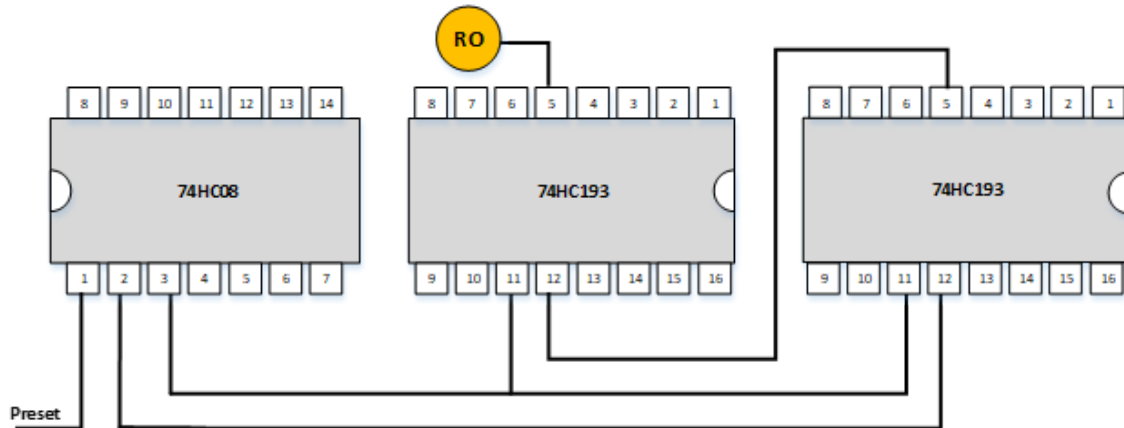 RO
8 9 10 11 12 13 14
8 7 6 5 4 3 2 1
8 7 6 5 4 3 2 1
74HC08
74HC193
74HC193
1 2 3 4 5 6 7
9 10 11 12 13 14 15 16
9 10 11 12 13 14 15 16
Preset